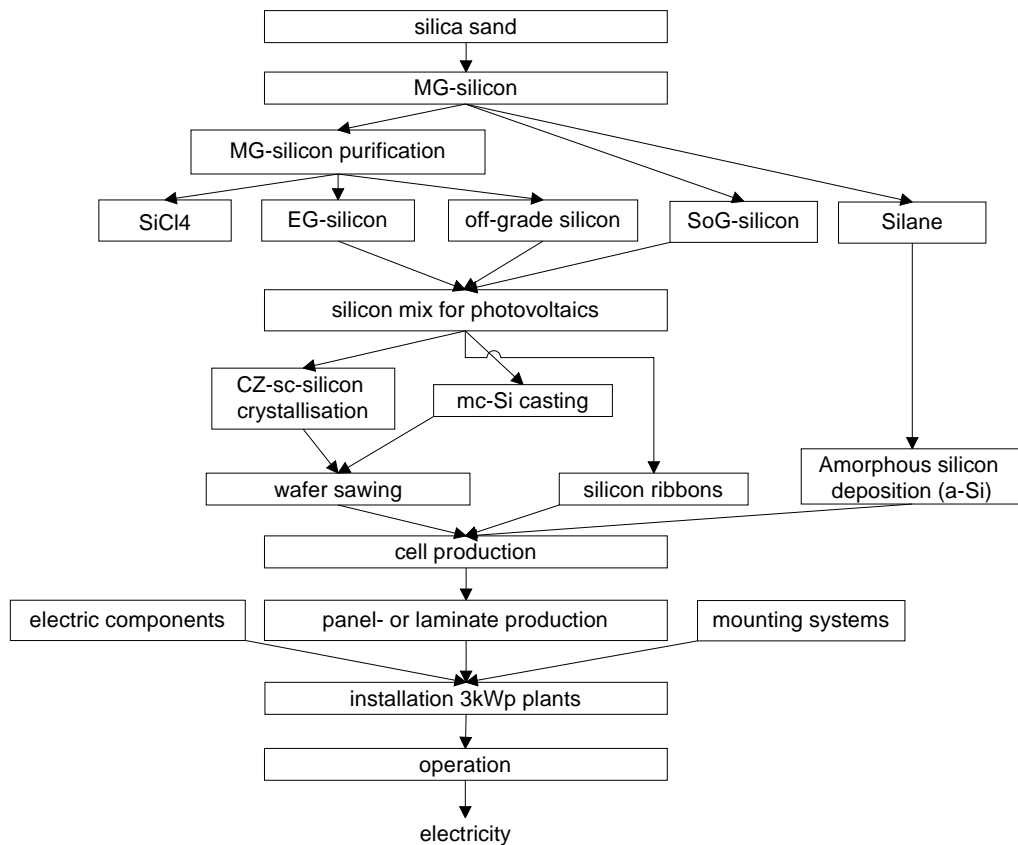 silica sand
MG-silicon
MG-silicon purification
SiCl4
EG-silicon
off-grade silicon
SoG-silicon
Silane
silicon mix for photovoltaics
CZ-sc-silicon
crystallisation
mc-Si casting
wafer sawing
silicon ribbons
Amorphous silicon
deposition (a-Si)
cell production
electric components
panel- or laminate production
mounting systems
installation 3kWp plants
operation
electricity